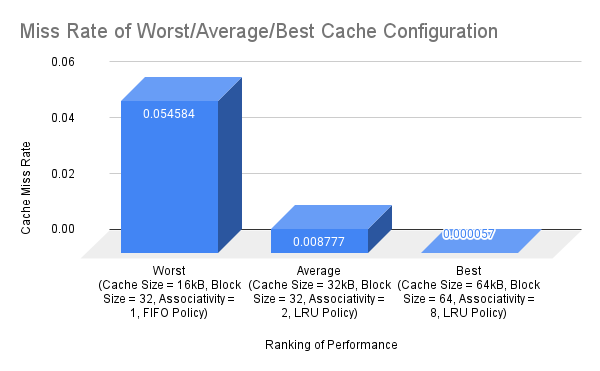 Miss Rate of Worst/Average/Best Cache Configuration
0.06
0.04
0.02
0.00
Cache Miss Rate
0.054584
0.008777
0.000057
Worst
(Cache Size = 16kB, Block
Size = 32, Associativity =
1, FIFO Policy)
Average
(Cache Size = 32kB, Block
Size = 32, Associativity =
2, LRU Policy)
Best
(Cache Size = 64kB, Block
Size = 64, Associativity =
8, LRU Policy)
Ranking of Performance